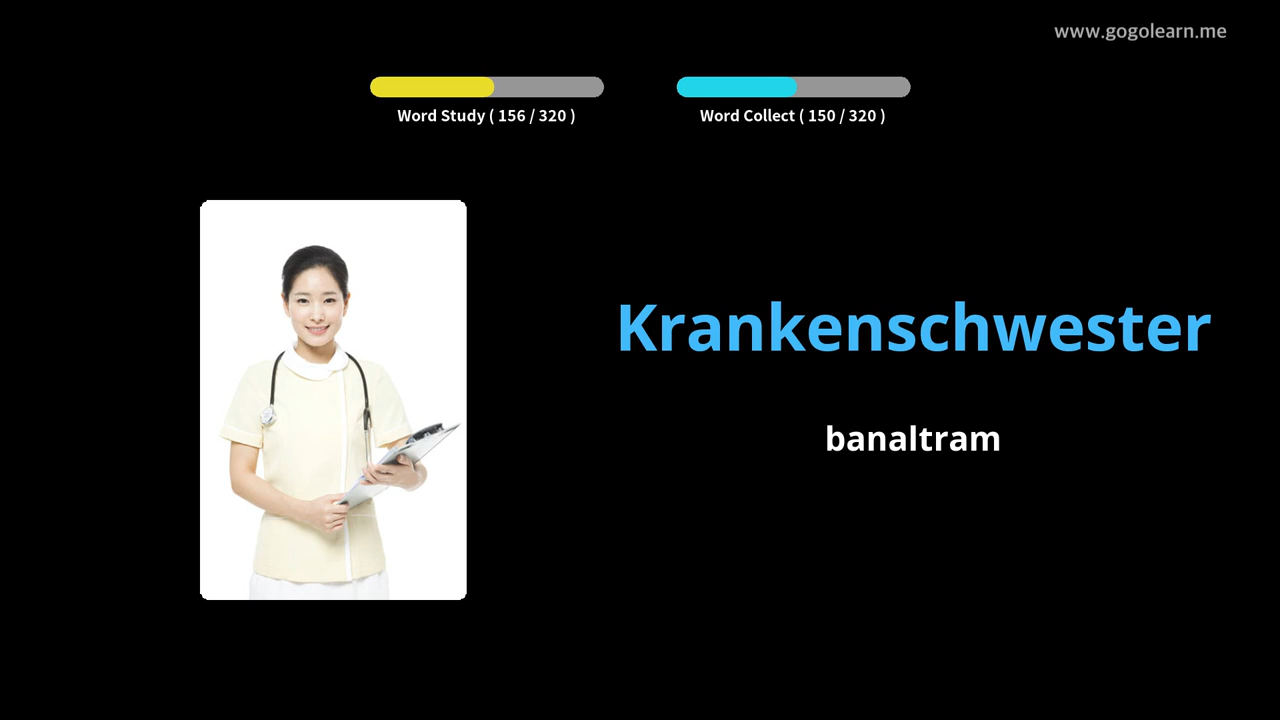 www.gogolearn.me
Word Study ( 156 / 320 )
Word Collect ( 150 / 320 )
Krankenschwester
banaltram